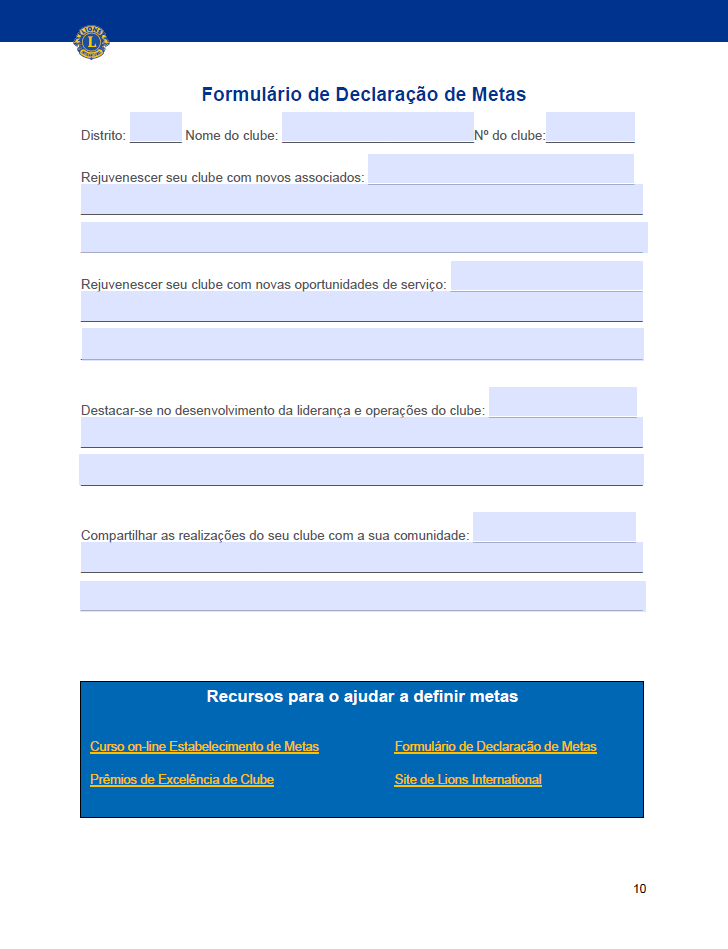 LIONS
L
INTERNATIONAL
Formulário de Declaração de Metas
Distrito: Nome do clube: Nº do clube:
Rejuvenescer seu clube com novos associados:
Rejuvenescer seu clube com novas oportunidades de serviço:
Destacar-se no desenvolvimento da liderança e operações do clube:
Compartilhar as realizações do seu clube com a sua comunidade:
Recursos para o ajudar a definir metas
Curso on-line Estabelecimento de Metas Formulário de Declaração de Metas
Prêmios de Excelência de Clube Site de Lions International
10